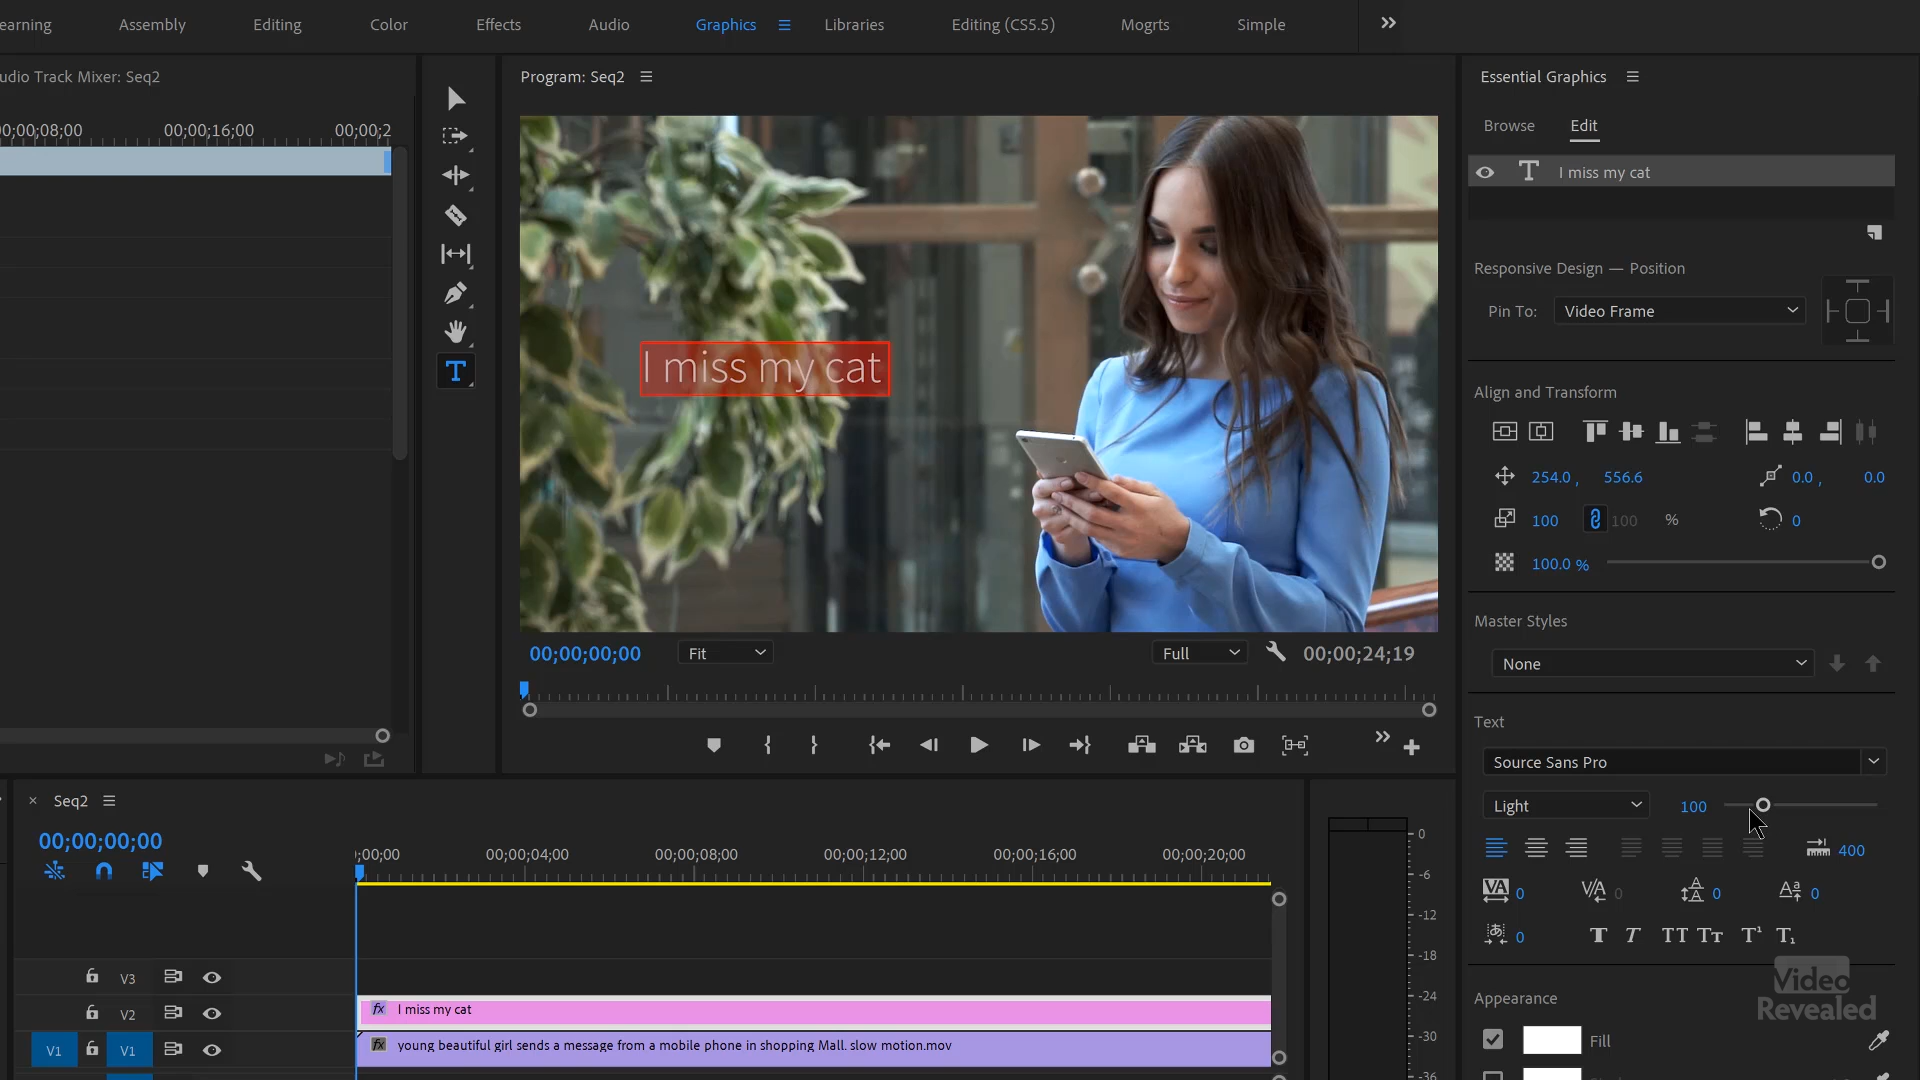 earning Assembly Editing Color Effects Audio Graphics Libraries Editing (CS5.5) Mogrts Simple
udio Track Mixer: Seq2
00;00;08;00 00;00;16;00 00;00;2
Program: Seq2
I miss my cat
00;00;00;00 Fit Full 00;00;24;19
Essential Graphics
Browse Edit
T I miss my cat
Responsive Design — Position
Pin To: Video Frame
Align and Transform
254.0 , 556.6 0.0 , 0.0
100 100 % 0
100.0 %
Master Styles
None
Text
Source Sans Pro
Light 100
400
VA 0 V/A 0 0 0
0 T T TT Tт T¹ T₁
Appearance
Fill
Video
Revealed
× Seq2
00;00;00;00
;00;00 00;00;04;00 00;00;08;00 00;00;12;00 00;00;16;00 00;00;20;00
V3
V2 fx I miss my cat
V1 V1 fx young beautiful girl sends a message from a mobile phone in shopping Mall. slow motion.mov
0
-6
-12
-18
-24
-30
-36